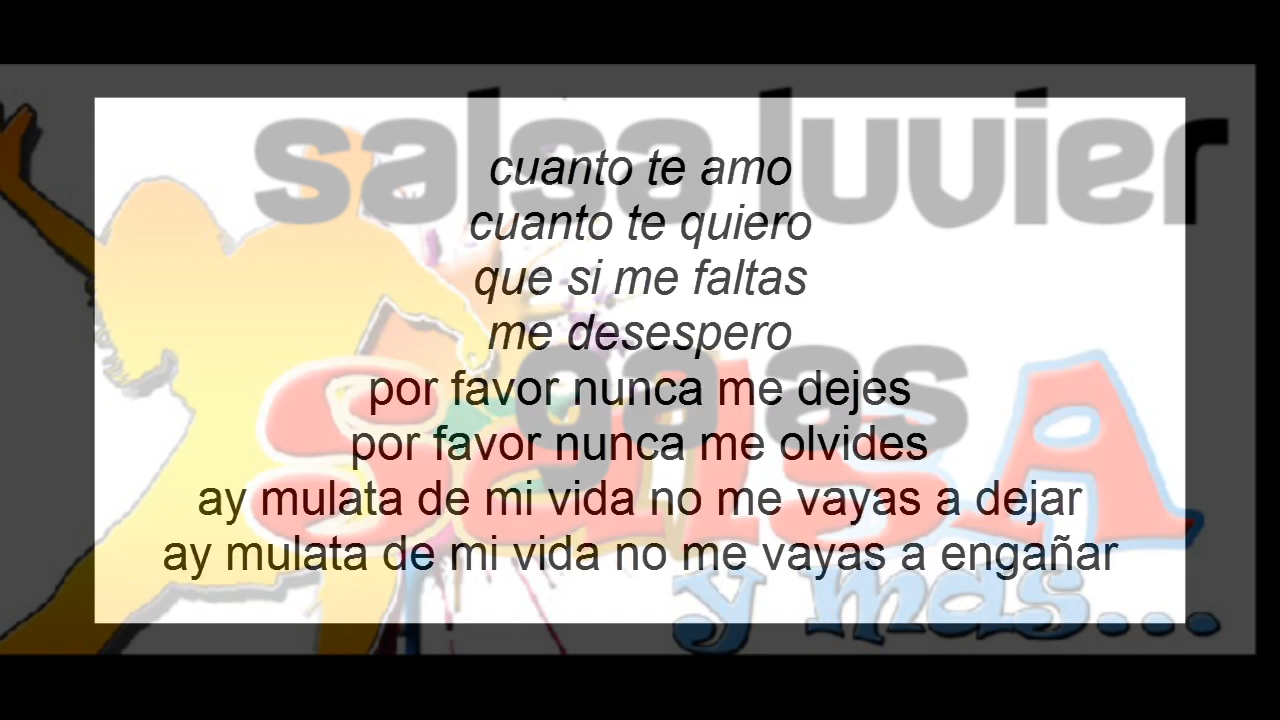 salsa luvier
cuanto te amo
cuanto te quiero
que si me faltas
me desespero
por favor nunca me dejes
por favor nunca me olvides
ay mulata de mi vida no me vayas a dejar
ay mulata de mi vida no me vayas a engañar
salsA
y mas...